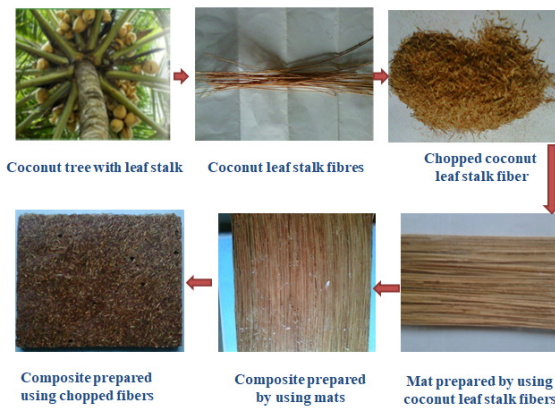 Coconut tree with leaf stalk
Coconut leaf stalk fibres
Chopped coconut
leaf stalk fiber
Composite prepared
using chopped fibers
Composite prepared
by using mats
Mat prepared by using
coconut leaf stalk fibers